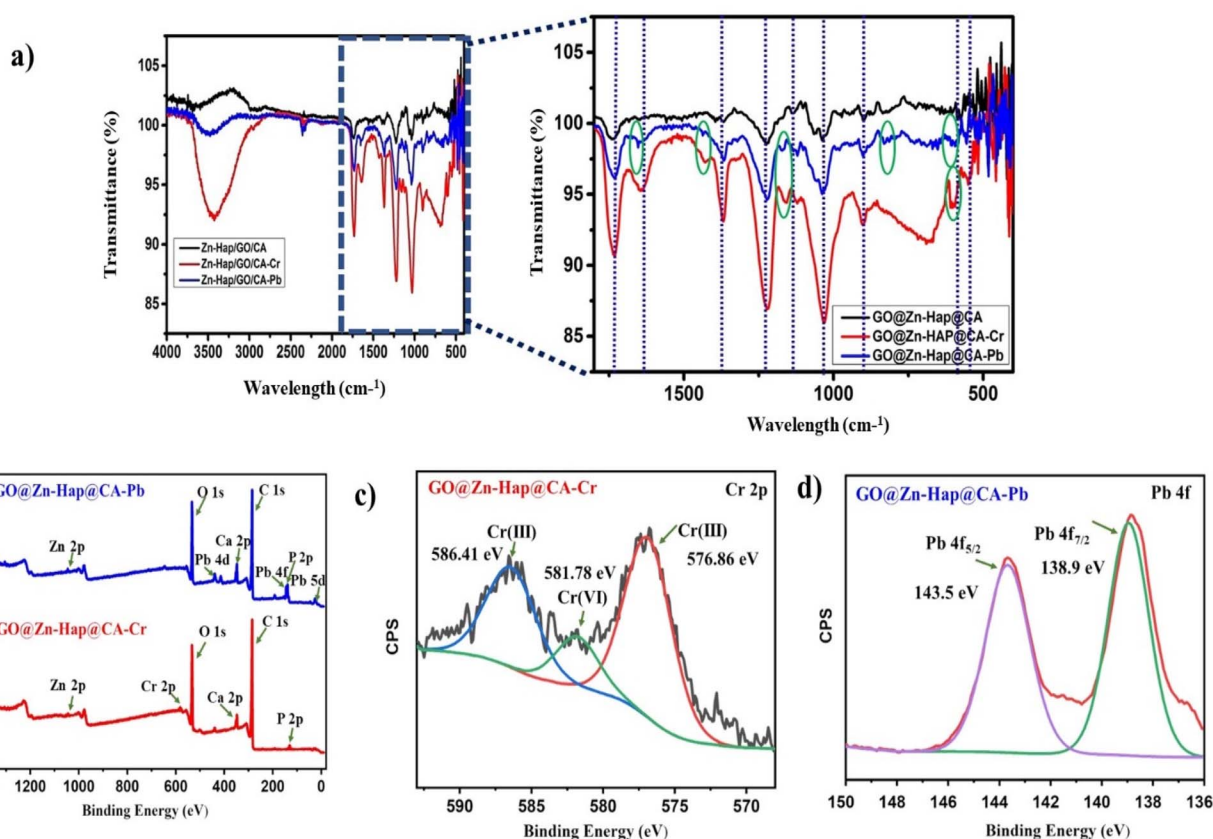 a)
Transmittance (%)
105
100
95
90
85
Zn-Hap/GO/CA
Zn-Hap/GO/CA-Cr
Zn-Hap/GO/CA-Pb
4000 3500 3000 2500 2000 1500 1000 500
Wavelength (cm-1)
Transmittance (%)
105
100
95
90
85
GO@Zn-Hap@CA
GO@Zn-HAP@CA-Cr
GO@Zn-Hap@CA-Pb
1500 1000 500
Wavelength (cm-1)
GO@Zn-Hap@CA-Pb
O 1s
C 1s
Zn 2p
Pb 4d
Ca 2p
Pb 4f
P 2p
Pb 5d
GO@Zn-Hap@CA-Cr
O 1s
C 1s
Zn 2p
Cr 2p
Ca 2p
P 2p
1200 1000 800 600 400 200 0
Binding Energy (eV)
c)
GO@Zn-Hap@CA-Cr
Cr 2p
Cr(III)
586.41 eV
581.78 eV
Cr(VI)
Cr(III)
576.86 eV
CPS
590 585 580 575 570
Binding Energy (eV)
d)
GO@Zn-Hap@CA-Pb
Pb 4f
Pb 4f5/2
143.5 eV
Pb 4f7/2
138.9 eV
CPS
150 148 146 144 142 140 138 136
Binding Energy (eV)